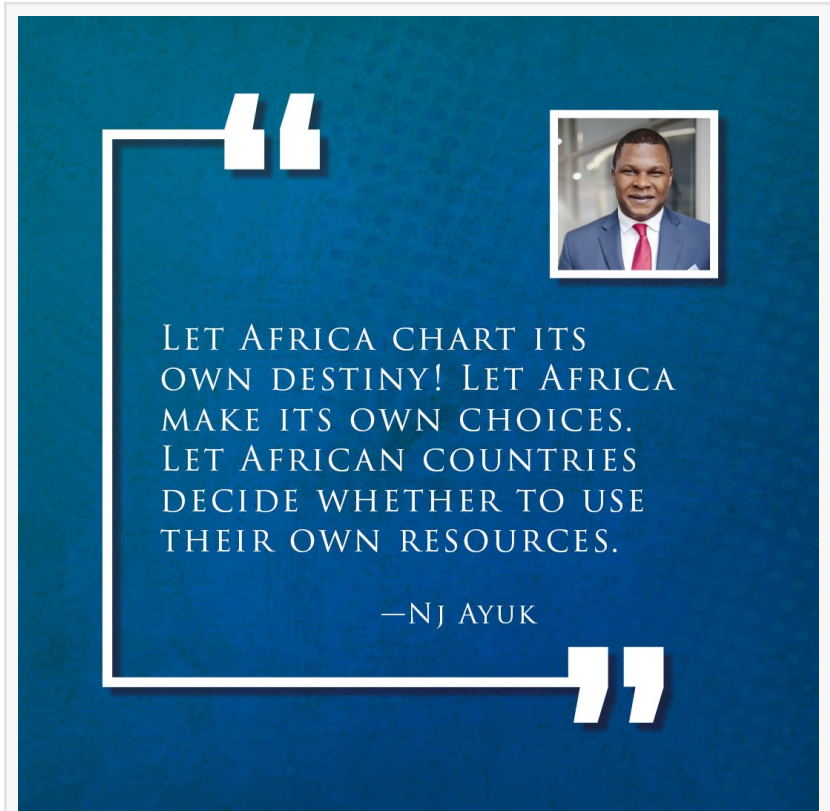 Let Africa chart its
own destiny! Let Africa
make its own choices.
Let African countries
decide whether to use
their own resources.
—Nj Ayuk